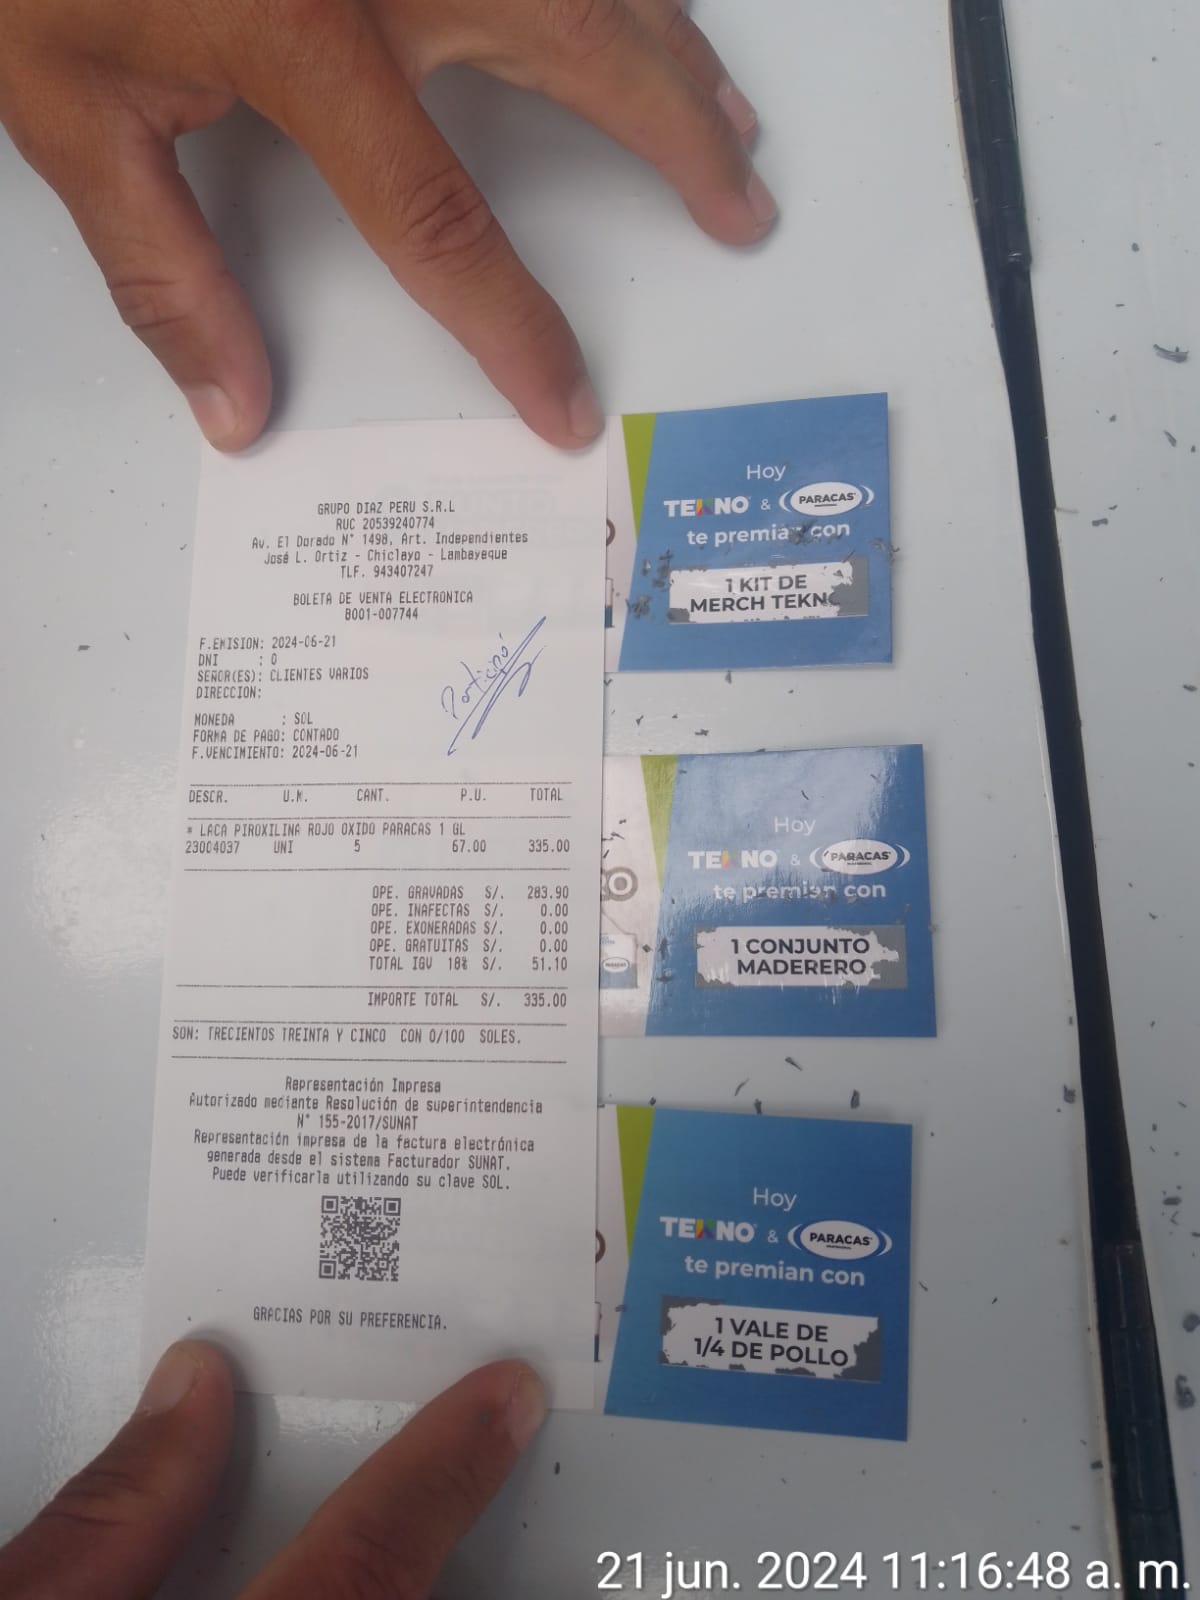 GRUPO DIAZ PERU S.R.L
RUC 20539240774
Av. El Dorado N° 1498, Art. Independientes
José L. Ortiz - Chiclayo - Lambayeque
TLF. 943407247
BOLETA DE VENTA ELECTRONICA
B001-007744
F.EMISION: 2024-06-21
DNI : 0
SEÑOR(ES): CLIENTES VARIOS
DIRECCION:
Participó
MONEDA : SOL
FORMA DE PAGO: CONTADO
F.VENCIMIENTO: 2024-06-21
DESCR. U.M. CANT. P.U. TOTAL
* LACA PIROXILINA ROJO OXIDO PARACAS 1 GL
23004037 UNI 5 67.00 335.00
OPE. GRAVADAS S/. 283.90
OPE. INAFECTAS S/. 0.00
OPE. EXONERADAS S/. 0.00
OPE. GRATUITAS S/. 0.00
TOTAL IGV 18% S/. 51.10
IMPORTE TOTAL S/. 335.00
SON: TRECIENTOS TREINTA Y CINCO CON 0/100 SOLES.
Representación Impresa
Autorizado mediante Resolución de superintendencia
N° 155-2017/SUNAT
Representación impresa de la factura electrónica
generada desde el sistema Facturador SUNAT.
Puede verificarla utilizando su clave SOL.
GRACIAS POR SU PREFERENCIA.
Hoy
TEKNO & PARACAS
te premian con
1 KIT DE
MERCH TEKNO
Hoy
TEKNO & PARACAS
te premian con
1 CONJUNTO
MADERERO
PARACAS
Hoy
TEKNO & PARACAS
te premian con
1 VALE DE
1/4 DE POLLO
21 jun. 2024 11:16:48 a. m.